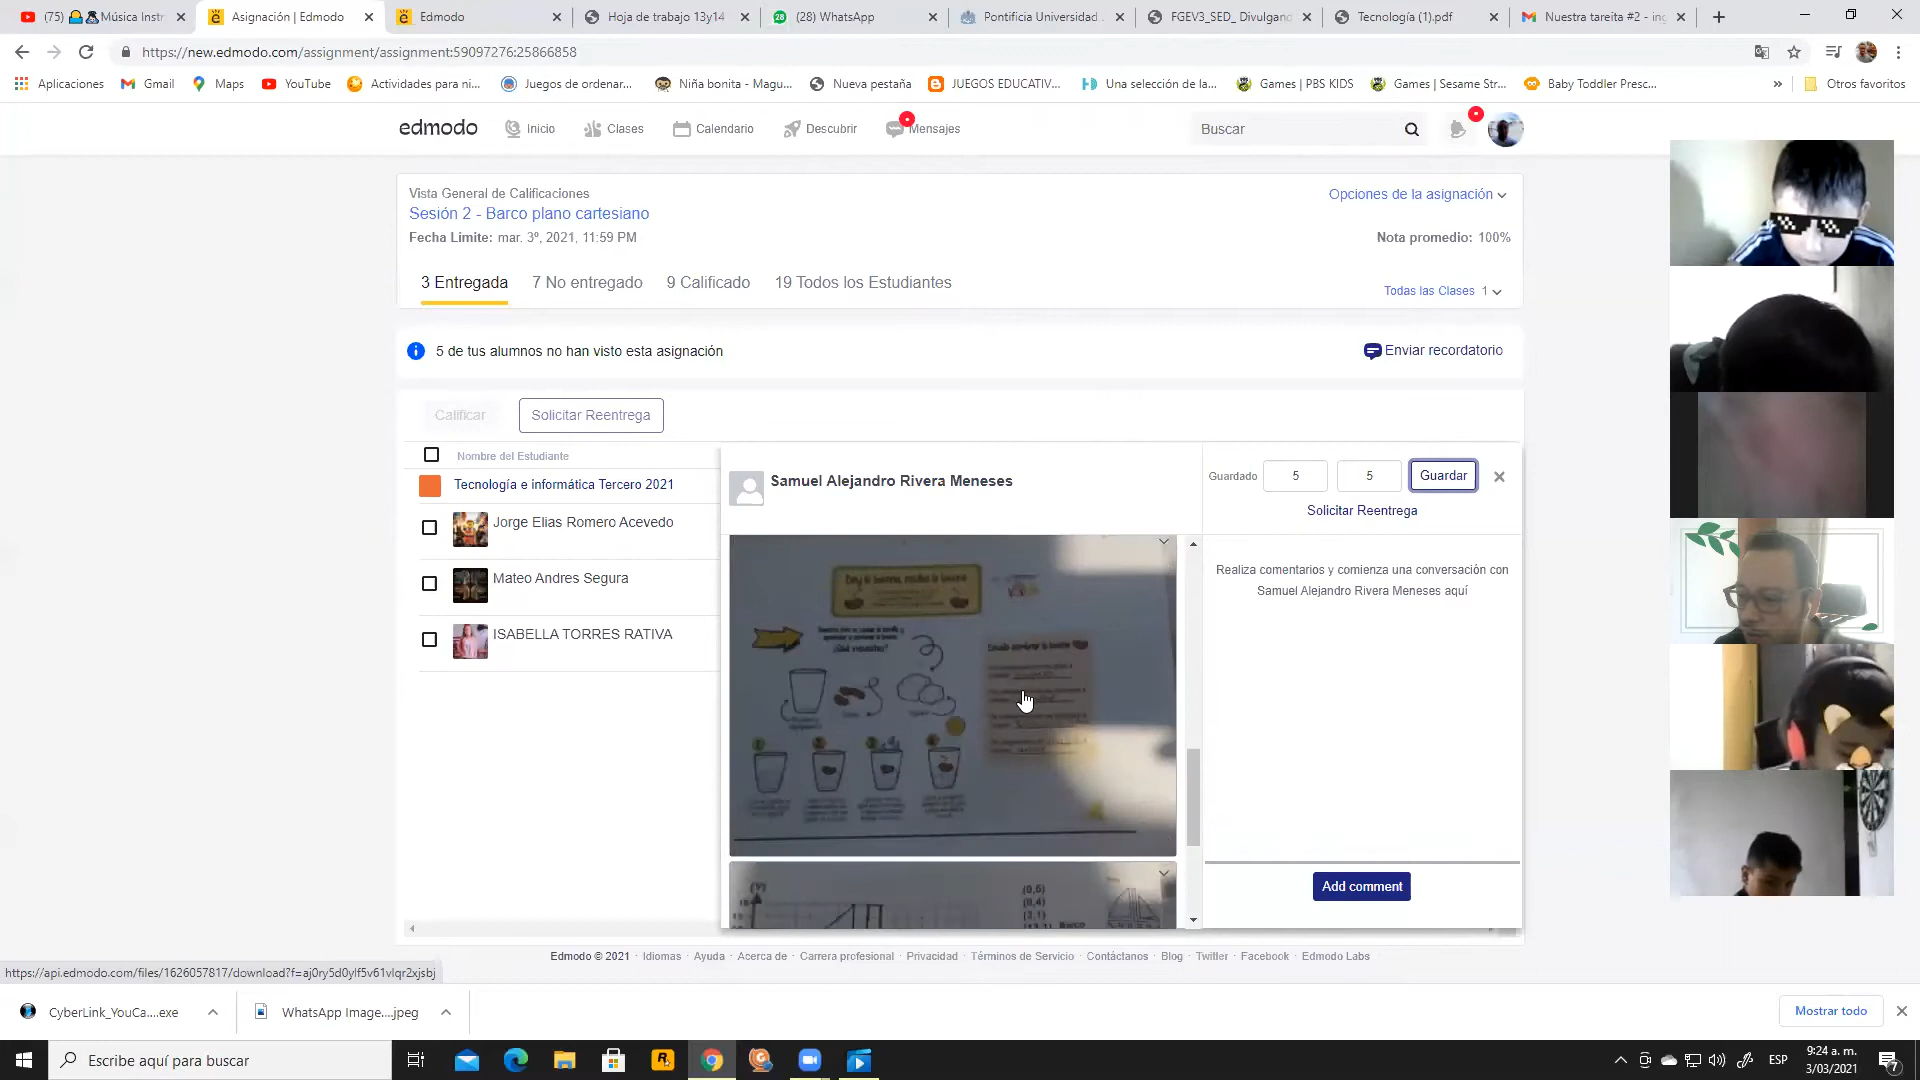 (75) Música Instr
Asignación | Edmodo
Edmodo
Hoja de trabajo 13y14
(28) WhatsApp
Pontificia Universidad
FGEV3_SED_ Divulgand
Tecnología (1).pdf
Nuestra tareita #2 - ing
https://new.edmodo.com/assignment/assignment:59097276:25866858
Aplicaciones
Gmail
Maps
YouTube
Actividades para ni...
Juegos de ordenar...
Niña bonita - Magu...
Nueva pestaña
JUEGOS EDUCATIV...
Una selección de la...
Games | PBS KIDS
Games | Sesame Str...
Baby Toddler Presc...
»
Otros favoritos
edmodo
Inicio
Clases
Calendario
Descubrir
Mensajes
Buscar
Vista General de Calificaciones
Opciones de la asignación
Sesión 2 - Barco plano cartesiano
Fecha Limite: mar. 3º, 2021, 11:59 PM
Nota promedio: 100%
3 Entregada
7 No entregado
9 Calificado
19 Todos los Estudiantes
Todas las Clases 1
5 de tus alumnos no han visto esta asignación
Enviar recordatorio
Calificar
Solicitar Reentrega
Nombre del Estudiante
Tecnología e informática Tercero 2021
Jorge Elias Romero Acevedo
Mateo Andres Segura
ISABELLA TORRES RATIVA
Samuel Alejandro Rivera Meneses
Guardado
5
5
Guardar
Solicitar Reentrega
Realiza comentarios y comienza una conversación con
Samuel Alejandro Rivera Meneses aquí
(y)
(0,5)
(0,4)
(3,1)
Add comment
Edmodo © 2021 · Idiomas · Ayuda · Acerca de · Carrera profesional · Privacidad · Términos de Servicio · Contáctanos · Blog · Twitter · Facebook · Edmodo Labs
https://api.edmodo.com/files/1626057817/download?f=aj0ry5d0ylf5v61vlqr2xjsbj
CyberLink_YouCa....exe
WhatsApp Image....jpeg
Mostrar todo
Escribe aquí para buscar
ESP
9:24 a. m.
3/03/2021
7